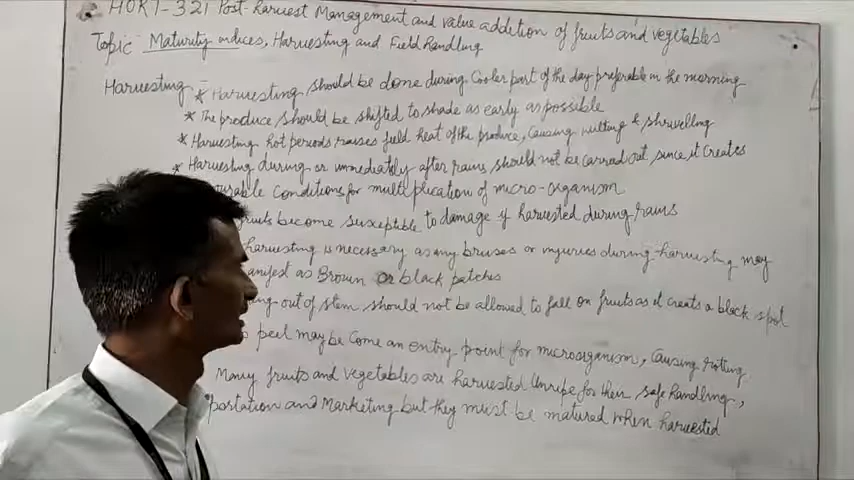 HORT-321 Post-harvest Management and value addition of fruits and vegetables
Topic Maturity indices, Harvesting and Field handling
Harvesting - * Harvesting should be done during Cooler part of the day preferable in the morning
* The produce should be shifted to shade as early as possible
* Harvesting hot periods raises field heat of the produce, Causing wilting & shrivelling
* Harvesting during or immediately after rains should not be carried out, since it creates
conditions for multiplication of micro-organism
fruits become suxeptible to damage if harvested during rains
harvesting is necessary as any bruses or injuries during harvesting may
manifest as Brown or black patches
out of stem, should not be allowed to fall on fruits as it creats a black spot
peel may be Come an entry point for microorganism, Causing rotting
Many fruits and vegetables are harvested Unripe for their safe handling,
and Marketing but they must be matured when harvested